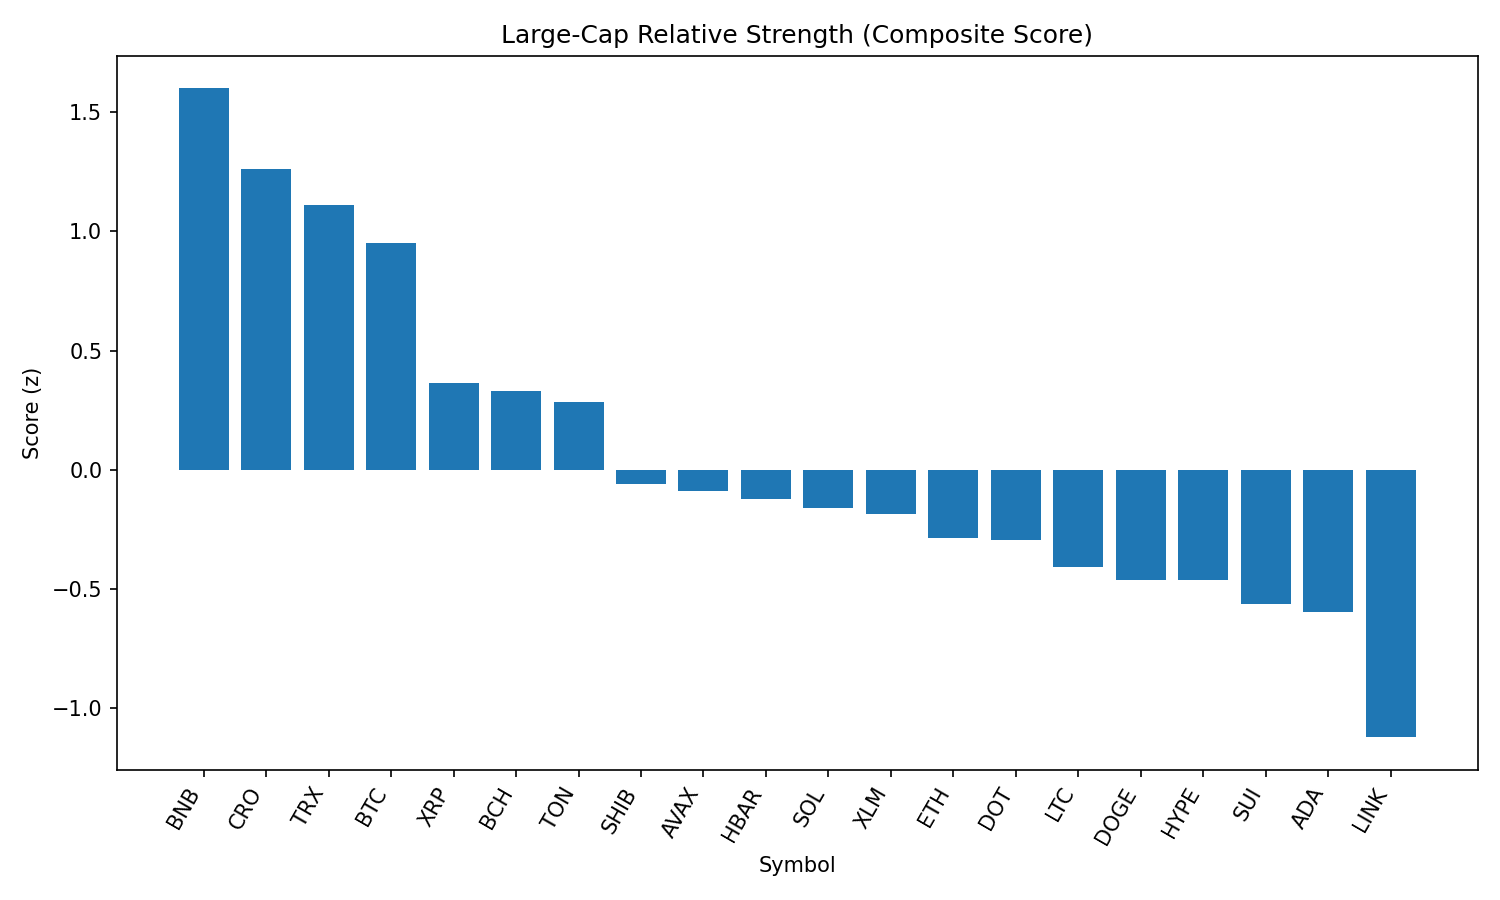 Large-Cap Relative Strength (Composite Score)
1.5
1.0
0.5
0.0
−0.5
−1.0
Score (z)
BNB
CRO
TRX
BTC
XRP
BCH
TON
SHIB
AVAX
HBAR
SOL
XLM
ETH
DOT
LTC
DOGE
HYPE
SUI
ADA
LINK
Symbol